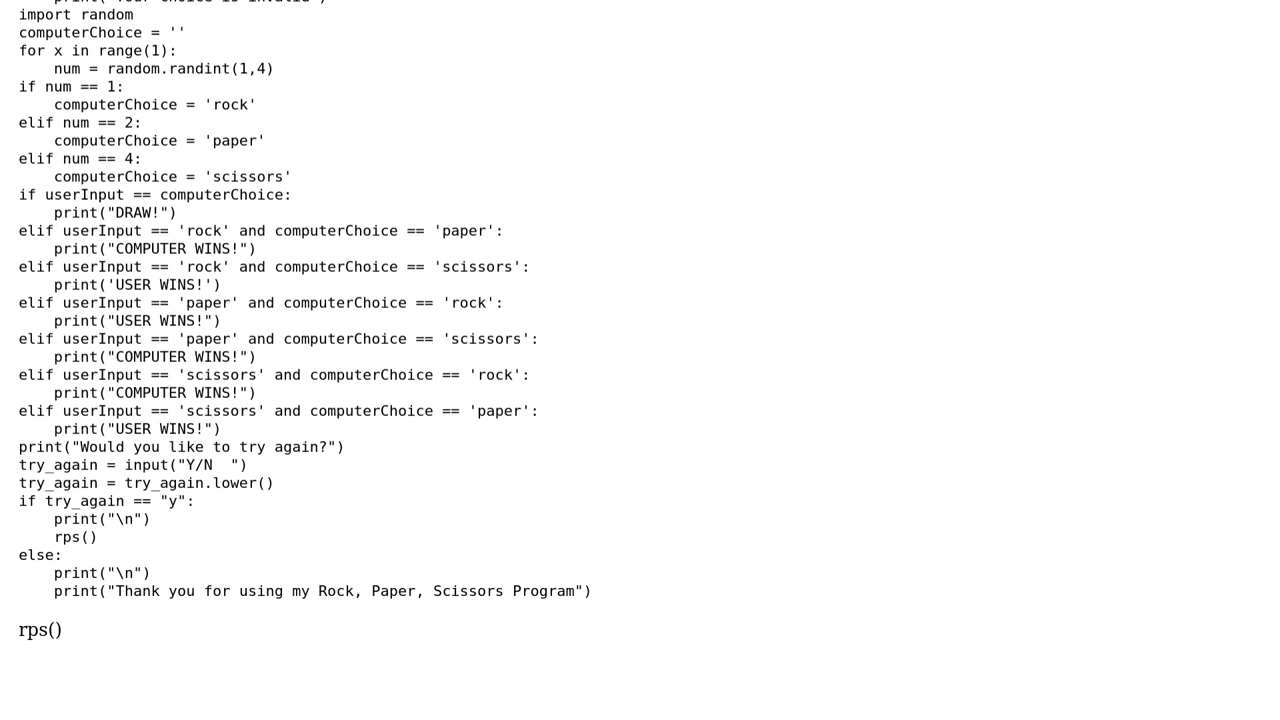 import random
computerChoice = ''
for x in range(1):
    num = random.randint(1,4)
if num == 1:
    computerChoice = 'rock'
elif num == 2:
    computerChoice = 'paper'
elif num == 4:
    computerChoice = 'scissors'
if userInput == computerChoice:
    print("DRAW!")
elif userInput == 'rock' and computerChoice == 'paper':
    print("COMPUTER WINS!")
elif userInput == 'rock' and computerChoice == 'scissors':
    print('USER WINS!')
elif userInput == 'paper' and computerChoice == 'rock':
    print("USER WINS!")
elif userInput == 'paper' and computerChoice == 'scissors':
    print("COMPUTER WINS!")
elif userInput == 'scissors' and computerChoice == 'rock':
    print("COMPUTER WINS!")
elif userInput == 'scissors' and computerChoice == 'paper':
    print("USER WINS!")
print("Would you like to try again?")
try_again = input("Y/N  ")
try_again = try_again.lower()
if try_again == "y":
    print("\n")
    rps()
else:
    print("\n")
    print("Thank you for using my Rock, Paper, Scissors Program")
rps()